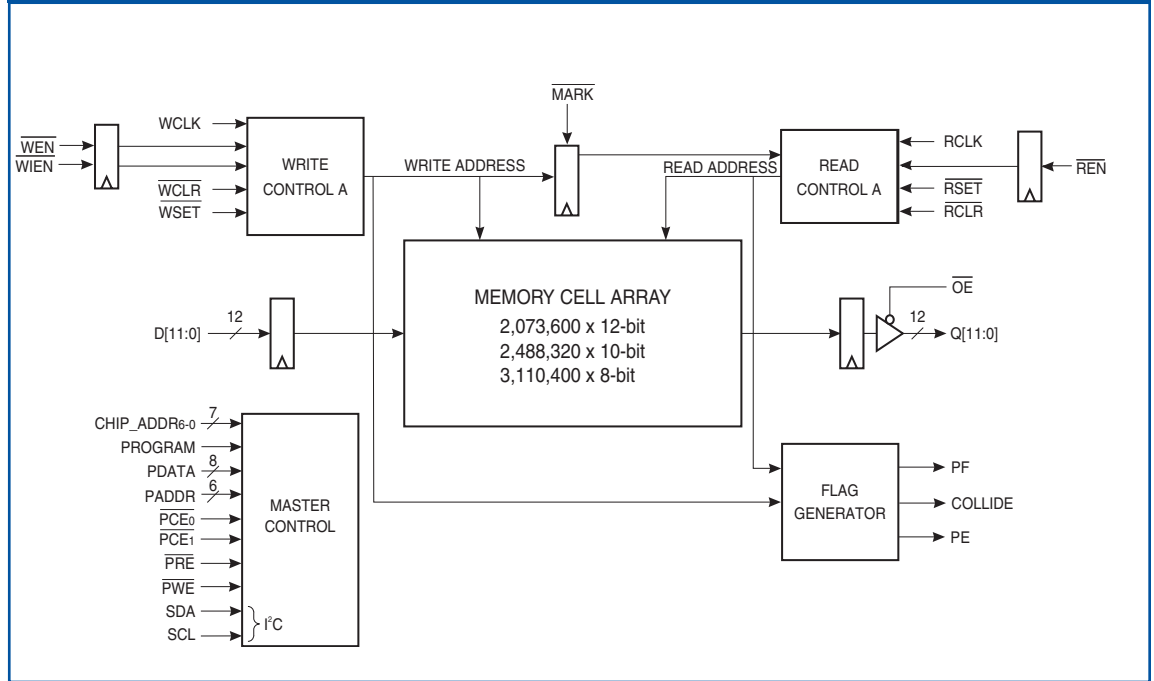 MARK
WCLK
WEN
WIEN
WRITE
CONTROL A
WCLR
WSET
WRITE ADDRESS
READ ADDRESS
READ
CONTROL A
RCLK
REN
RSET
RCLR
MEMORY CELL ARRAY
2,073,600 x 12-bit
2,488,320 x 10-bit
3,110,400 x 8-bit
D[11:0]
12
OE
12
Q[11:0]
CHIP_ADDR6-0
7
PROGRAM
PDATA
8
PADDR
6
PCE0
PCE1
PRE
PWE
SDA
SCL
I²C
MASTER
CONTROL
FLAG
GENERATOR
PF
COLLIDE
PE